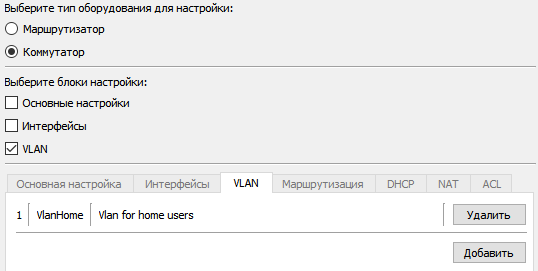 Выберите тип оборудования для настройки:
Маршрутизатор
Коммутатор
Выберите блоки настройки:
Основные настройки
Интерфейсы
VLAN
Основная настройка Интерфейсы VLAN Маршрутизация DHCP NAT ACL
1 VlanHome Vlan for home users Удалить
Добавить